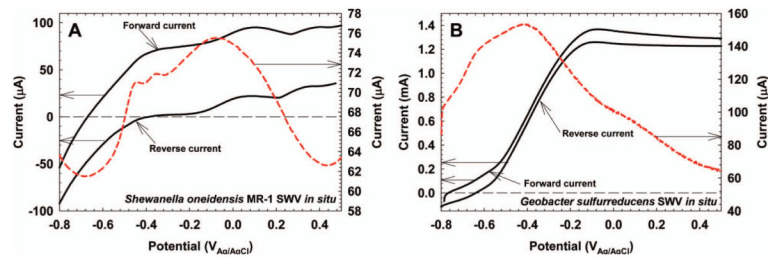 A
Forward current
Reverse current
Shewanella oneidensis MR-1 SWV in situ
Current (µA)
100
50
0
-50
-100
78
76
74
72
70
68
66
64
62
60
58
Current (µA)
-0.8 -0.6 -0.4 -0.2 0.0 0.2 0.4
Potential (V Ag/AgCl)
B
Reverse current
Forward current
Geobacter sulfurreducens SWV in situ
Current (mA)
1.4
1.2
1.0
0.8
0.6
0.4
0.2
0.0
160
140
120
100
80
60
40
Current (µA)
-0.8 -0.6 -0.4 -0.2 0.0 0.2 0.4
Potential (V Ag/AgCl)